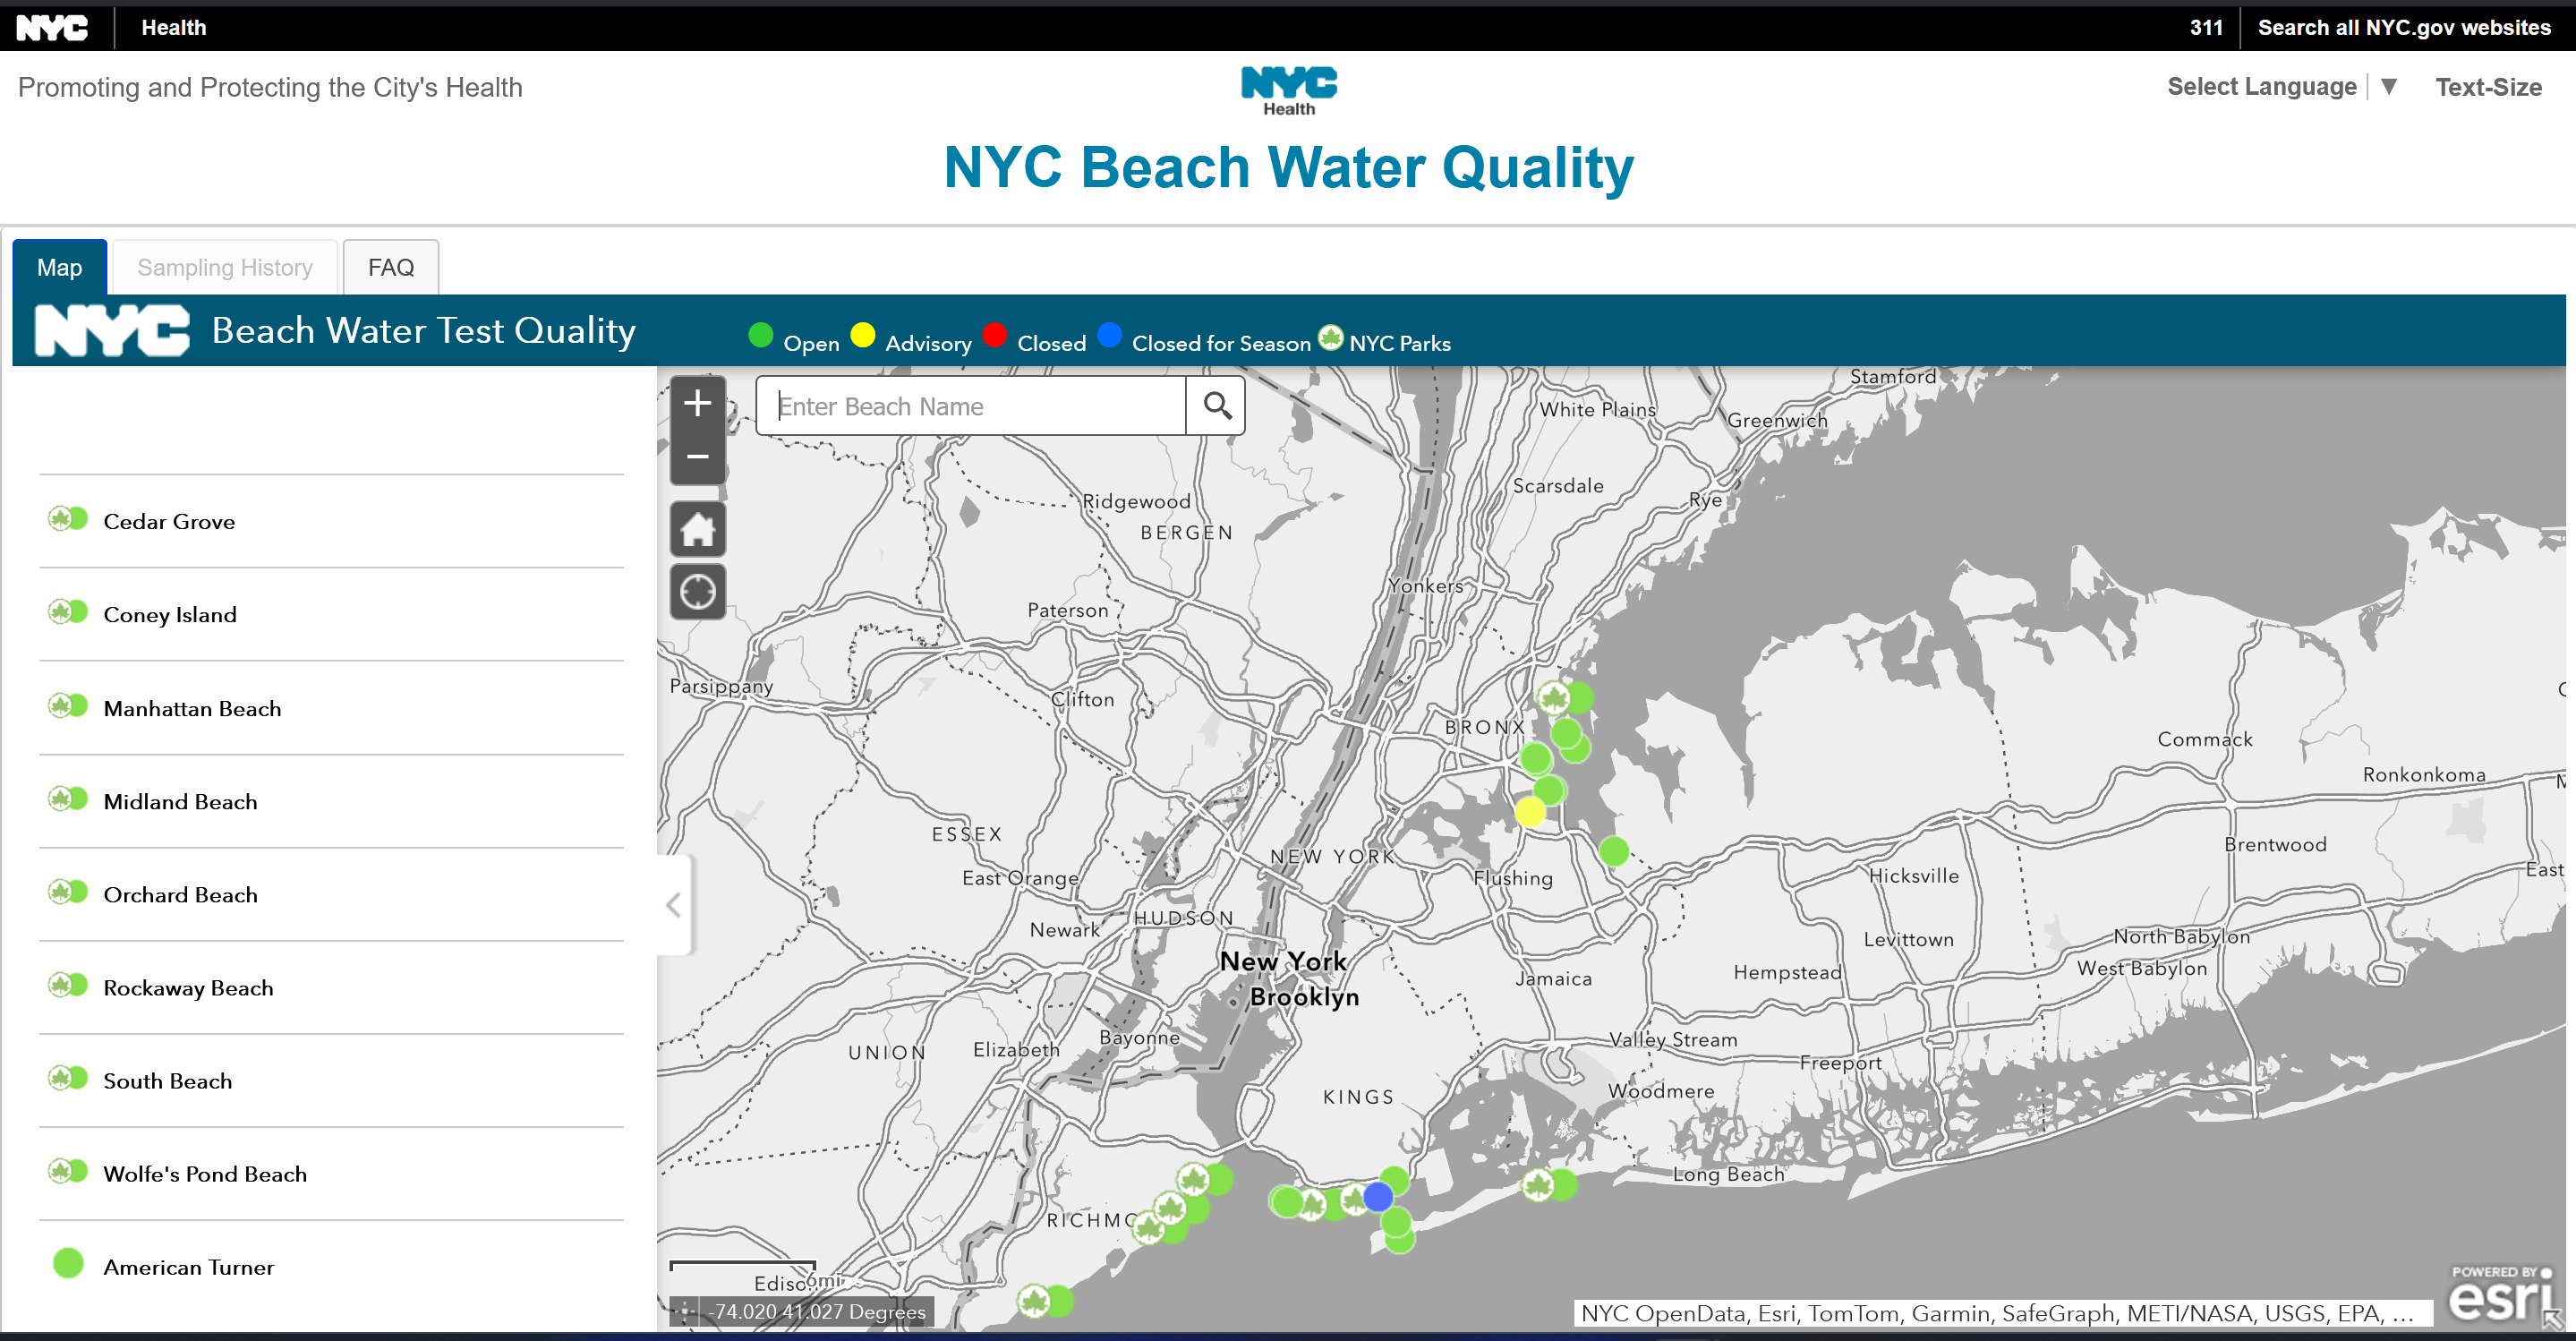 NYC Health 311 Search all NYC.gov websites
Promoting and Protecting the City's Health
NYC
Health
Select Language ▼ Text-Size
NYC Beach Water Quality
Map Sampling History FAQ
NYC Beach Water Test Quality
Open Advisory Closed Closed for Season NYC Parks
Cedar Grove
Coney Island
Manhattan Beach
Midland Beach
Orchard Beach
Rockaway Beach
South Beach
Wolfe's Pond Beach
American Turner
+
−
Enter Beach Name
Stamford
White Plains
Greenwich
Scarsdale
Rye
Ridgewood
BERGEN
Yonkers
Paterson
Parsippany
Clifton
BRONX
Commack
Ronkonkoma
ESSEX
NEW YORK
Brentwood
East Orange
Flushing
Hicksville
East
HUDSON
Newark
Levittown
North Babylon
New York
West Babylon
Hempstead
Jamaica
Brooklyn
Bayonne
Valley Stream
UNION
Elizabeth
Freeport
Woodmere
KINGS
Long Beach
RICHMO
Ediso
6mi
-74.020 41.027 Degrees
NYC OpenData, Esri, TomTom, Garmin, SafeGraph, METI/NASA, USGS, EPA, ...
POWERED BY
esri